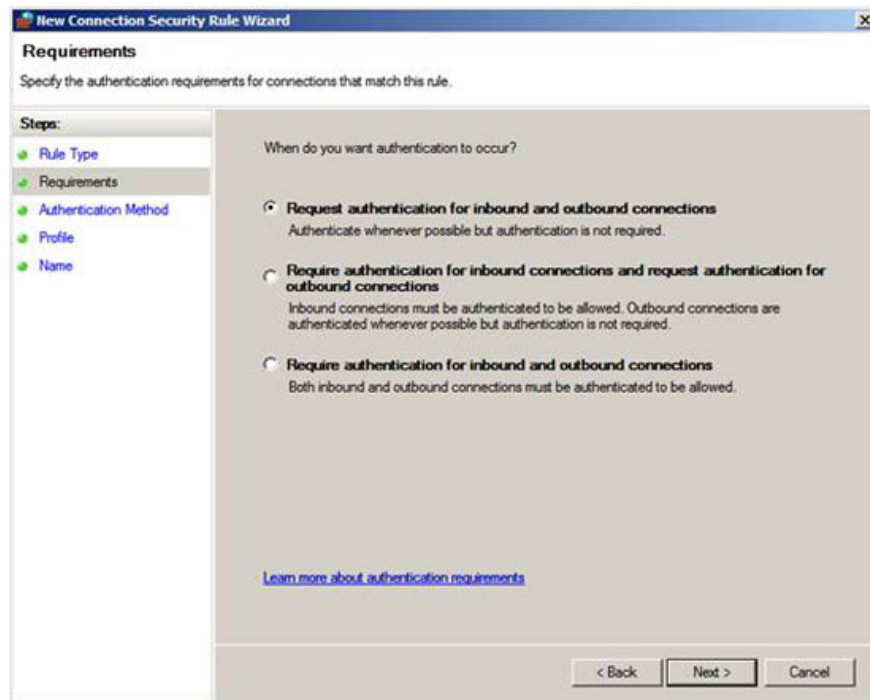 New Connection Security Rule Wizard
Requirements
Specify the authentication requirements for connections that match this rule.
Steps:
Rule Type
Requirements
Authentication Method
Profile
Name
When do you want authentication to occur?
Request authentication for inbound and outbound connections
Authenticate whenever possible but authentication is not required.
Require authentication for inbound connections and request authentication for
outbound connections
Inbound connections must be authenticated to be allowed. Outbound connections are
authenticated whenever possible but authentication is not required.
Require authentication for inbound and outbound connections
Both inbound and outbound connections must be authenticated to be allowed.
Learn more about authentication requirements
< Back
Next >
Cancel